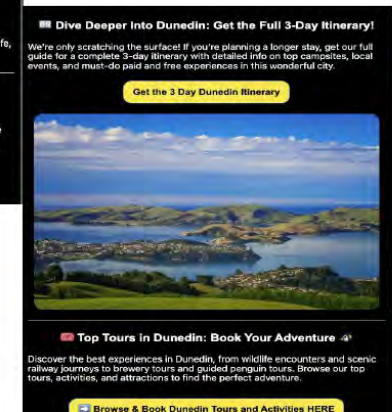 fe,
Dive Deeper Into Dunedin: Get the Full 3-Day Itinerary!
We're only scratching the surface! If you're planning a longer stay, get our full
guide for a complete 3-day itinerary with detailed info on top campsites, local
events, and must-do paid and free experiences in this wonderful city.
Get the 3 Day Dunedin Itinerary
Top Tours in Dunedin: Book Your Adventure
Discover the best experiences in Dunedin, from wildlife encounters and scenic
railway journeys to brewery tours and guided penguin tours. Browse our top
tours, activities, and attractions to find the perfect adventure.
Browse & Book Dunedin Tours and Activities HERE